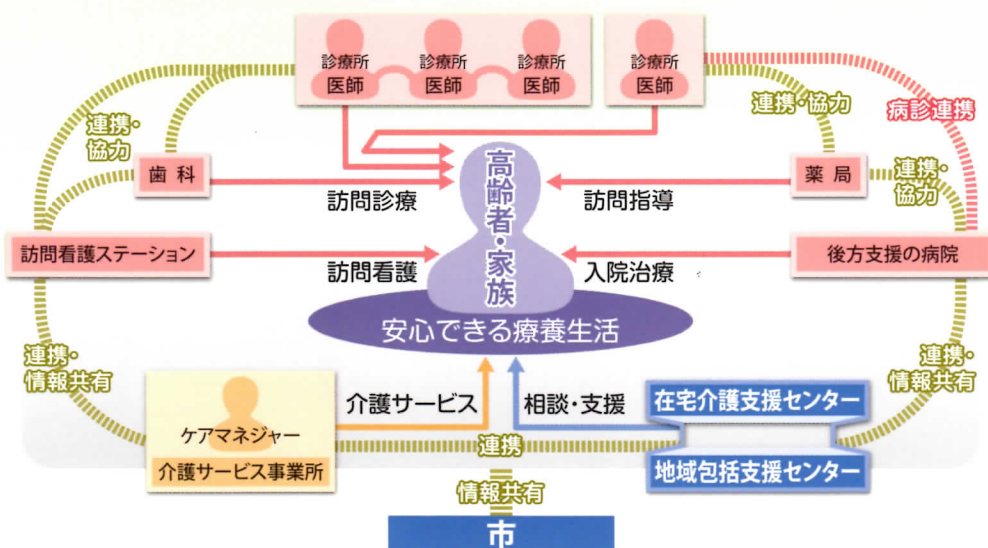 診療所
医師
診療所
医師
診療所
医師
診療所
医師
連携・
協力
連携・協力
病診連携
歯科
薬局
連携・
協力
訪問診療
訪問指導
高齢者・家族
訪問看護ステーション
後方支援の病院
訪問看護
入院治療
安心できる療養生活
連携・
情報共有
連携・
情報共有
介護サービス
相談・支援
在宅介護支援センター
ケアマネジャー
連携
介護サービス事業所
地域包括支援センター
情報共有
市